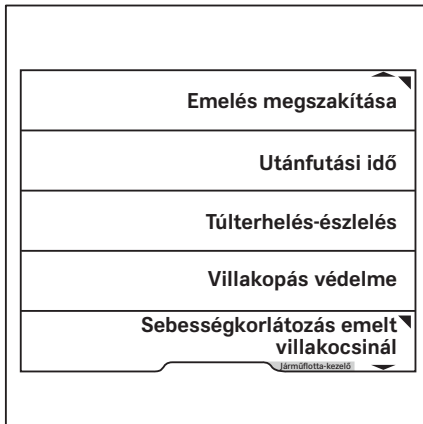 Emelés megszakítása
Utánfutási idő
Túlterhelés-észlelés
Villakopás védelme
Sebességkorlátozás emelt
villakocsinál
Járműflotta-kezelő